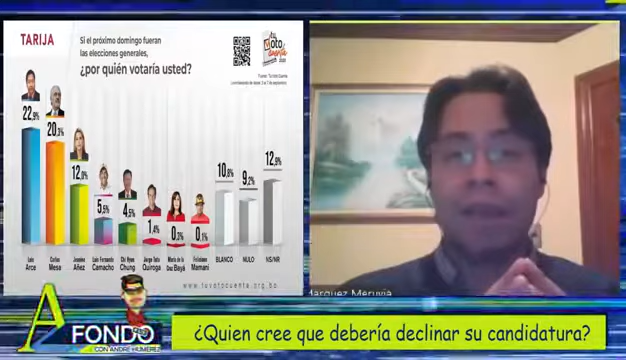 TARIJA
Si el próximo domingo fueran
las elecciones generales,
¿por quién votaría usted?
tu
Voto
cuenta
22,9%
20,3%
12,0%
5,5%
4,5%
1,4%
0,3%
0,1%
10,8%
9,2%
12,9%
Luis
Arce
Carlos
Mesa
Jeanine
Añez
Luis Fernando
Camacho
Chi Hyun
Chung
Jorge Tuto
Quiroga
María de la
Cruz Bayá
Feliciano
Mamani
BLANCO
NULO
NS/NR
www.tuvotocuenta.org.bo
Marquez Meruvia
A FONDO
CON ANDRÉ HUMEREZ
¿Quien cree que debería declinar su candidatura?